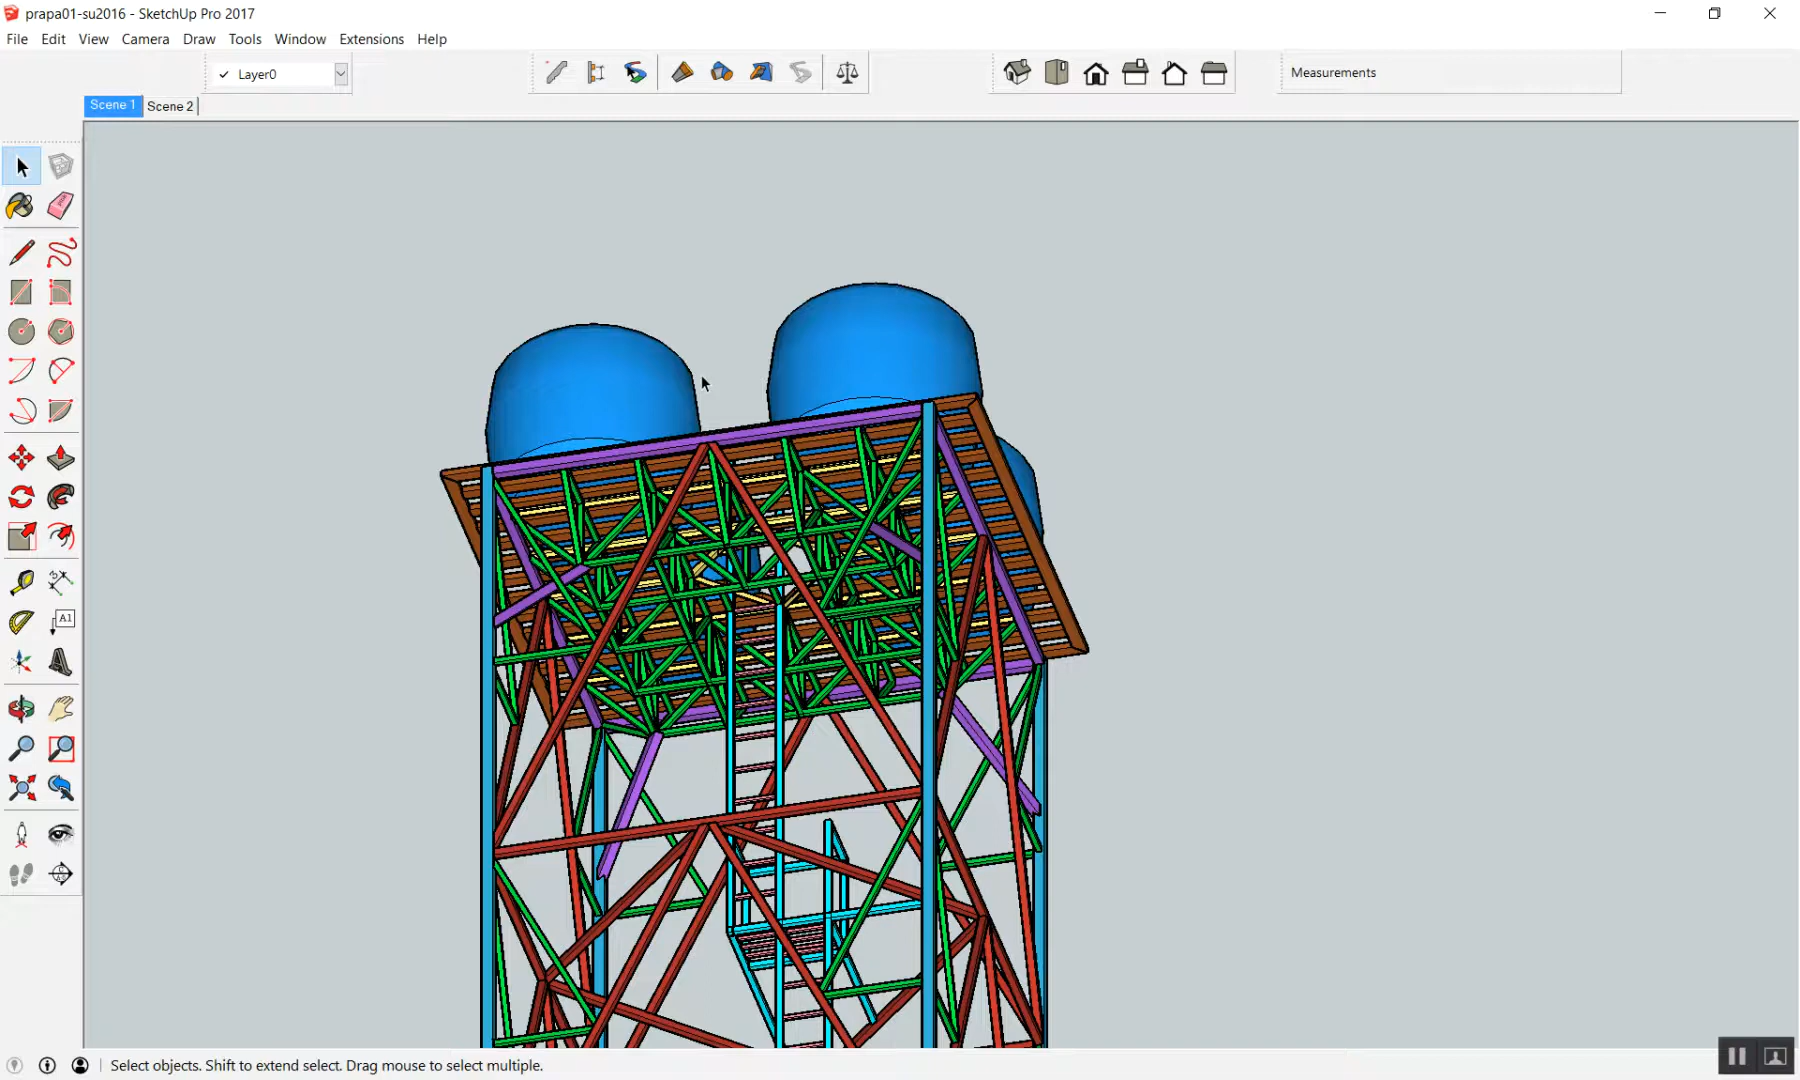 prapa01-su2016 - SketchUp Pro 2017
File Edit View Camera Draw Tools Window Extensions Help
Layer0
Measurements
Scene 1 Scene 2
A1
Select objects. Shift to extend select. Drag mouse to select multiple.